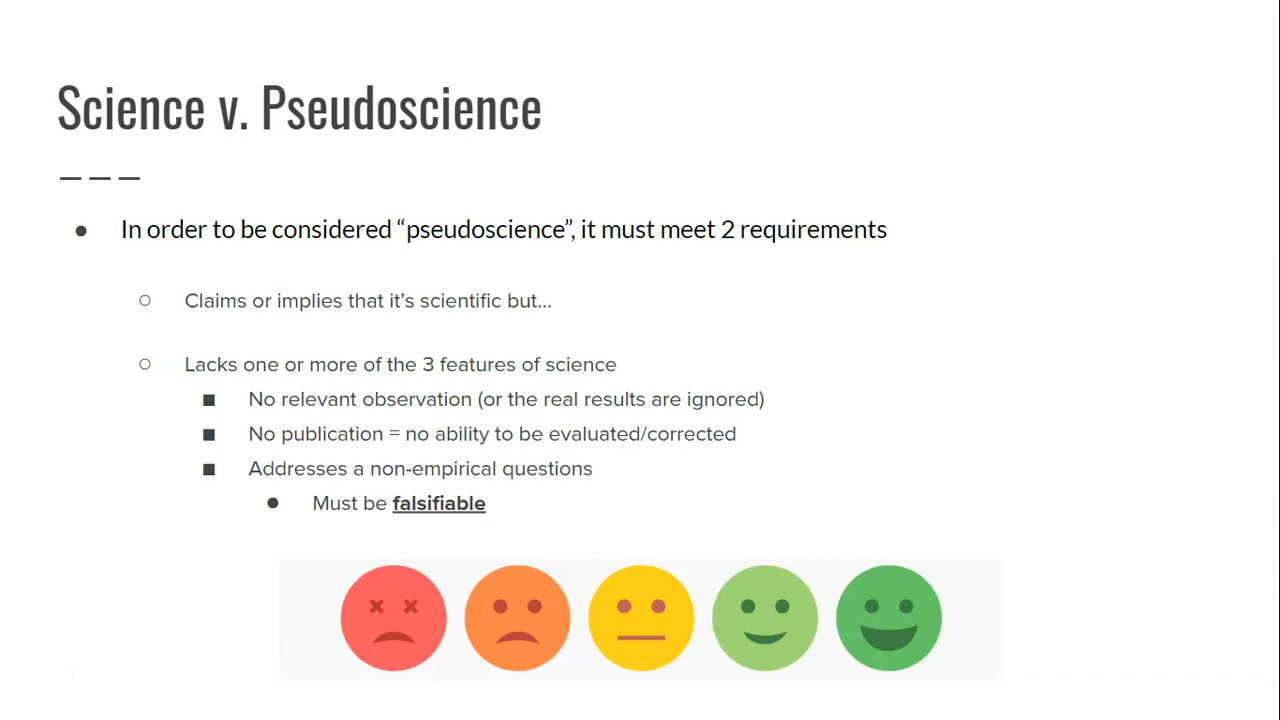 Science v. Pseudoscience
● In order to be considered “pseudoscience”, it must meet 2 requirements
○ Claims or implies that it’s scientific but...
○ Lacks one or more of the 3 features of science
■ No relevant observation (or the real results are ignored)
■ No publication = no ability to be evaluated/corrected
■ Addresses a non-empirical questions
● Must be falsifiable